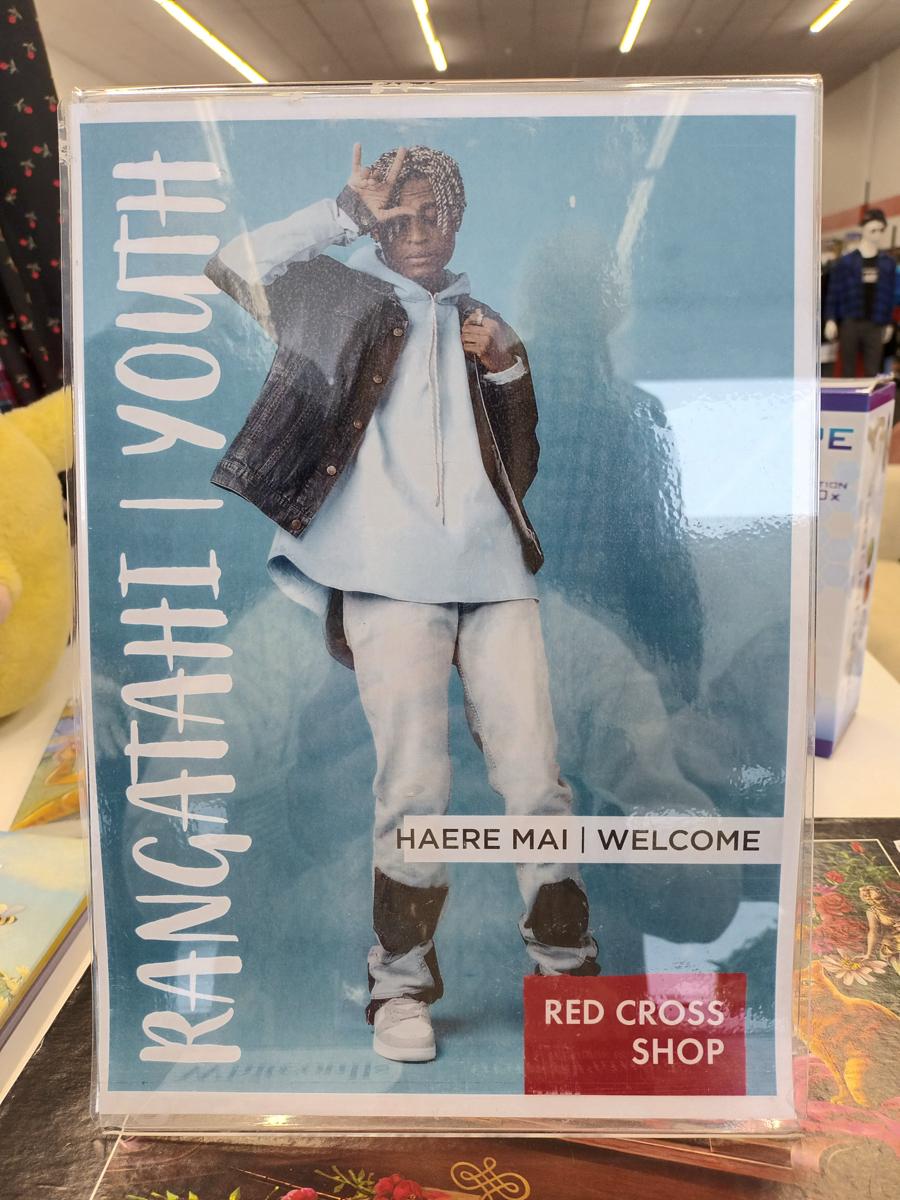 RANGATAHI | YOUTH
HAERE MAI | WELCOME
RED CROSS
SHOP